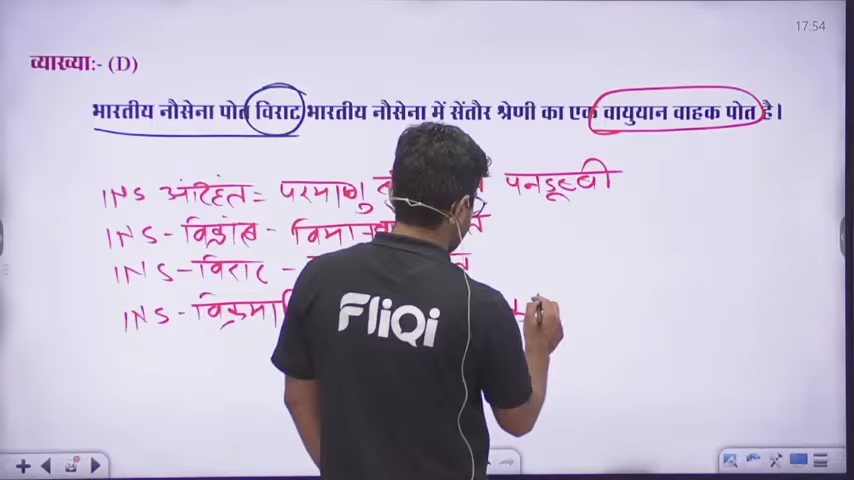 17:54
व्याख्या:- (D)
भारतीय नौसेना पोत विराट भारतीय नौसेना में सेंतौर श्रेणी का एक वायुयान वाहक पोत है।
INS अरिहंत = परमाणु पनडूब्बी
INS - विक्रांत - विमान
INS - विराट -
INS - विक्रमा
FliQi